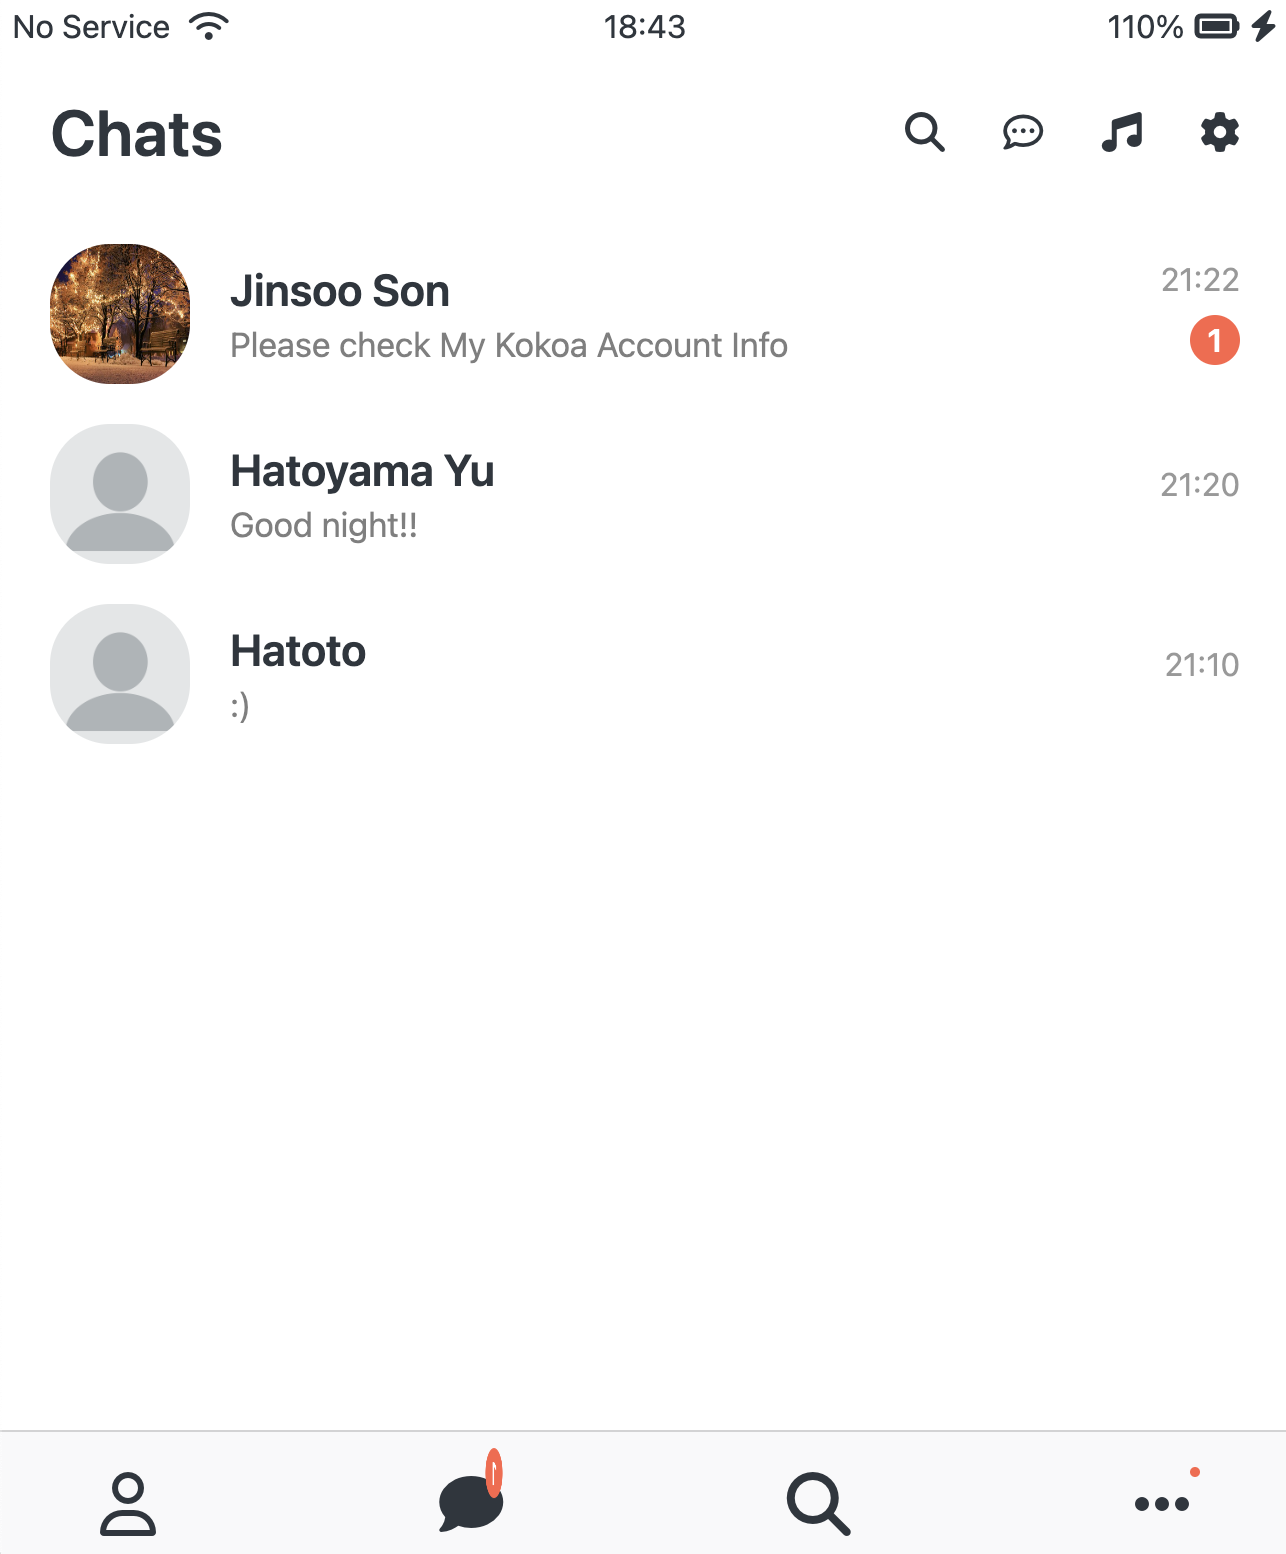 No Service 18:43 110%
Chats
Jinsoo Son 21:22
Please check My Kokoa Account Info 1
Hatoyama Yu 21:20
Good night!!
Hatoto 21:10
:)
1